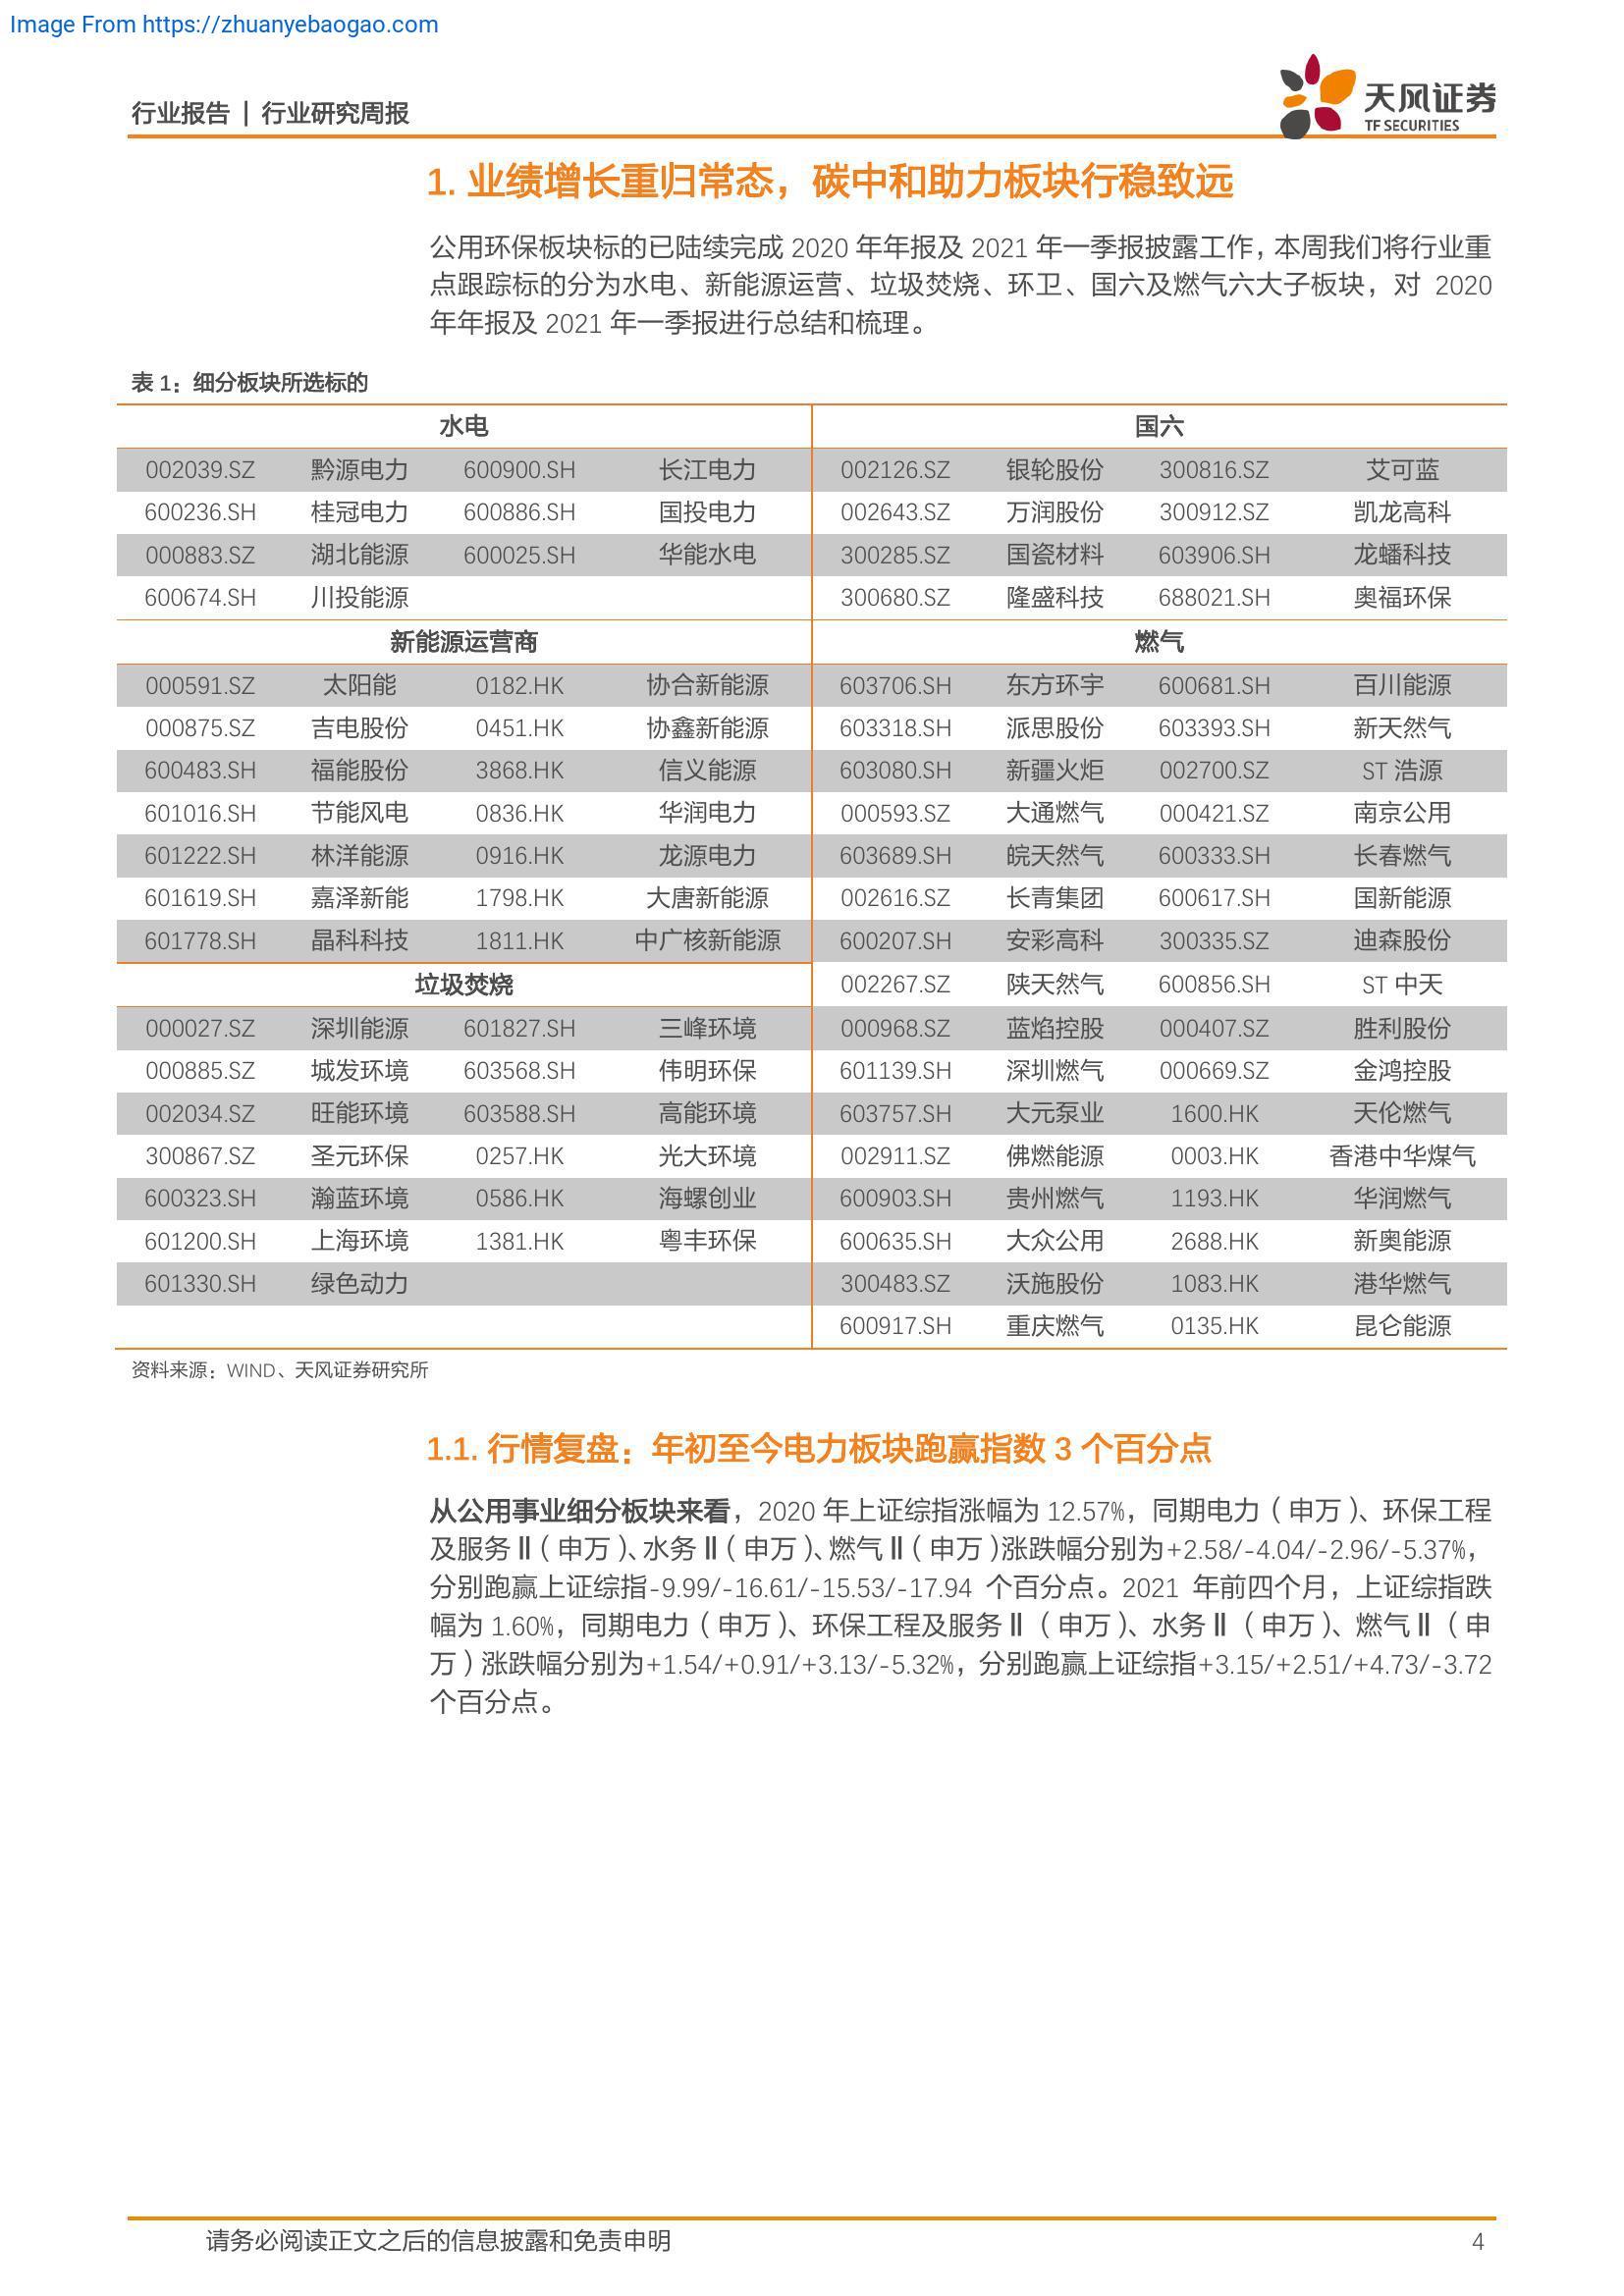 Image From https://zhuanyebaogao.com
行业报告 | 行业研究周报
天风证券
TF SECURITIES
1. 业绩增长重归常态，碳中和助力板块行稳致远
公用环保板块标的已陆续完成 2020 年年报及 2021 年一季报披露工作，本周我们将行业重
点跟踪标的分为水电、新能源运营、垃圾焚烧、环卫、国六及燃气六大子板块，对 2020
年年报及 2021 年一季报进行总结和梳理。
表 1：细分板块所选标的
水电 国六
002039.SZ 黔源电力 600900.SH 长江电力 002126.SZ 银轮股份 300816.SZ 艾可蓝
600236.SH 桂冠电力 600886.SH 国投电力 002643.SZ 万润股份 300912.SZ 凯龙高科
000883.SZ 湖北能源 600025.SH 华能水电 300285.SZ 国瓷材料 603906.SH 龙蟠科技
600674.SH 川投能源 300680.SZ 隆盛科技 688021.SH 奥福环保
新能源运营商 燃气
000591.SZ 太阳能 0182.HK 协合新能源 603706.SH 东方环宇 600681.SH 百川能源
000875.SZ 吉电股份 0451.HK 协鑫新能源 603318.SH 派思股份 603393.SH 新天然气
600483.SH 福能股份 3868.HK 信义能源 603080.SH 新疆火炬 002700.SZ ST 浩源
601016.SH 节能风电 0836.HK 华润电力 000593.SZ 大通燃气 000421.SZ 南京公用
601222.SH 林洋能源 0916.HK 龙源电力 603689.SH 皖天然气 600333.SH 长春燃气
601619.SH 嘉泽新能 1798.HK 大唐新能源 002616.SZ 长青集团 600617.SH 国新能源
601778.SH 晶科科技 1811.HK 中广核新能源 600207.SH 安彩高科 300335.SZ 迪森股份
垃圾焚烧 002267.SZ 陕天然气 600856.SH ST 中天
000027.SZ 深圳能源 601827.SH 三峰环境 000968.SZ 蓝焰控股 000407.SZ 胜利股份
000885.SZ 城发环境 603568.SH 伟明环保 601139.SH 深圳燃气 000669.SZ 金鸿控股
002034.SZ 旺能环境 603588.SH 高能环境 603757.SH 大元泵业 1600.HK 天伦燃气
300867.SZ 圣元环保 0257.HK 光大环境 002911.SZ 佛燃能源 0003.HK 香港中华煤气
600323.SH 瀚蓝环境 0586.HK 海螺创业 600903.SH 贵州燃气 1193.HK 华润燃气
601200.SH 上海环境 1381.HK 粤丰环保 600635.SH 大众公用 2688.HK 新奥能源
601330.SH 绿色动力 300483.SZ 沃施股份 1083.HK 港华燃气
600917.SH 重庆燃气 0135.HK 昆仑能源
资料来源：WIND、天风证券研究所
1.1. 行情复盘：年初至今电力板块跑赢指数 3 个百分点
从公用事业细分板块来看，2020 年上证综指涨幅为 12.57%，同期电力（申万）、环保工程
及服务Ⅱ（申万）、水务Ⅱ（申万）、燃气Ⅱ（申万）涨跌幅分别为+2.58/-4.04/-2.96/-5.37%，
分别跑赢上证综指-9.99/-16.61/-15.53/-17.94 个百分点。2021 年前四个月，上证综指跌
幅为 1.60%，同期电力（申万）、环保工程及服务Ⅱ（申万）、水务Ⅱ（申万）、燃气Ⅱ（申
万）涨跌幅分别为+1.54/+0.91/+3.13/-5.32%，分别跑赢上证综指+3.15/+2.51/+4.73/-3.72
个百分点。
请务必阅读正文之后的信息披露和免责申明 4